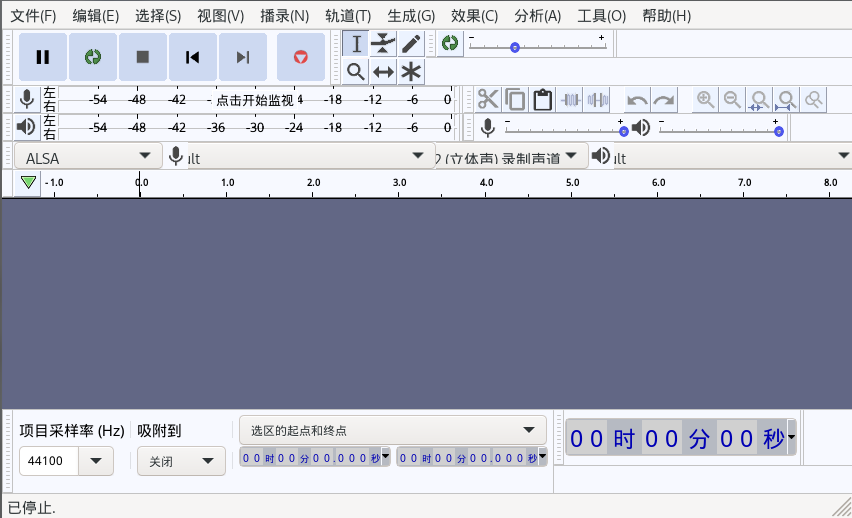 文件(F) 编辑(E) 选择(S) 视图(V) 播录(N) 轨道(T) 生成(G) 效果(C) 分析(A) 工具(O) 帮助(H)
- + 
左 右 -54 -48 -42 - 点击开始监视 -18 -12 -6 0
左 右 -54 -48 -42 -36 -30 -24 -18 -12 -6 0
- + - +
ALSA ult 2 (立体声) 录制声道 ult
-1.0 0.0 1.0 2.0 3.0 4.0 5.0 6.0 7.0 8.0
项目采样率 (Hz) 吸附到 选区的起点和终点
44100 关闭 00时00分00.000秒 00时00分00.000秒
00时00分00秒
已停止.